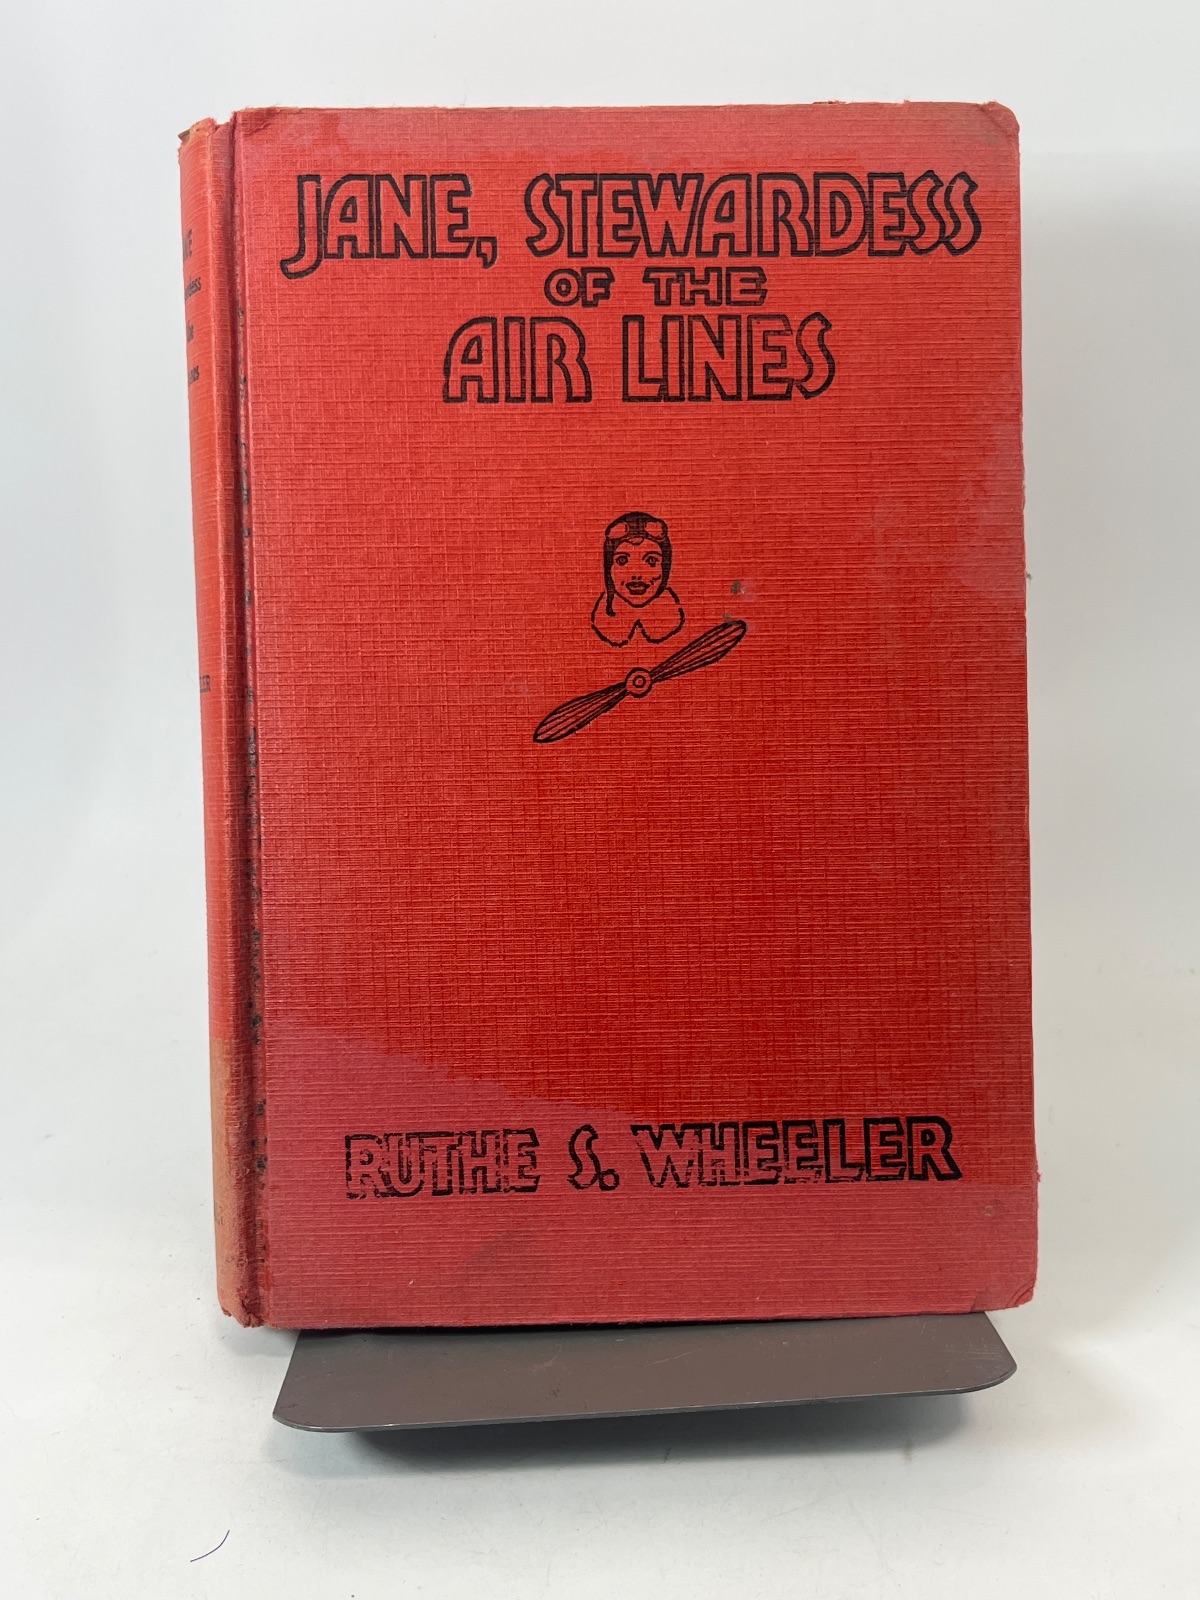 JANE, STEWARDESS
OF THE
AIR LINES
RUTHE S. WHEELER